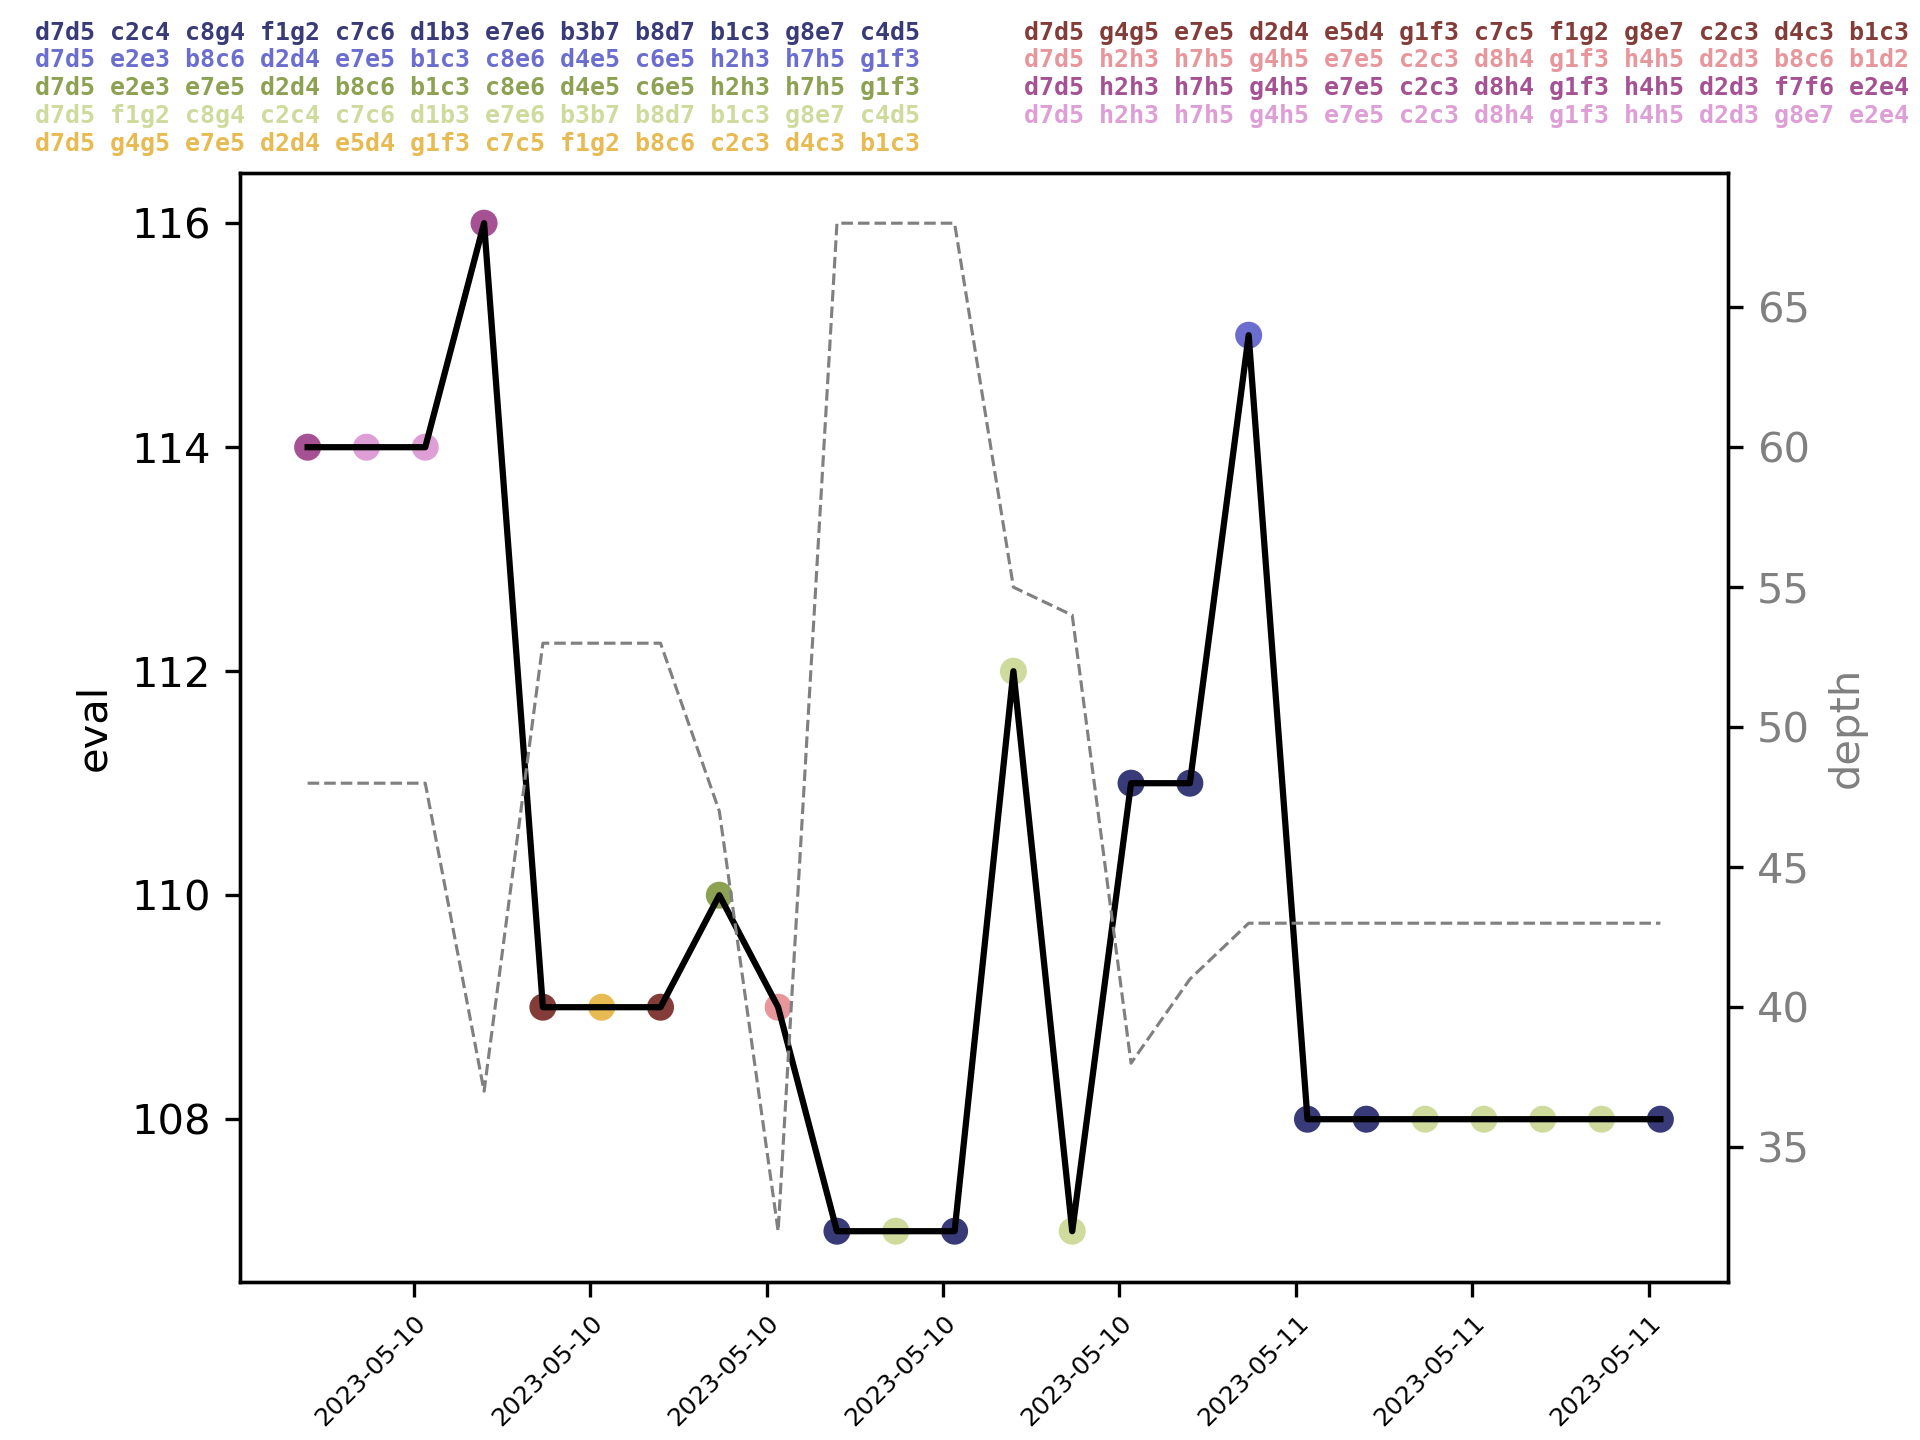 d7d5 c2c4 c8g4 f1g2 c7c6 d1b3 e7e6 b3b7 b8d7 b1c3 g8e7 c4d5
d7d5 e2e3 b8c6 d2d4 e7e5 b1c3 c8e6 d4e5 c6e5 h2h3 h7h5 g1f3
d7d5 e2e3 e7e5 d2d4 b8c6 b1c3 c8e6 d4e5 c6e5 h2h3 h7h5 g1f3
d7d5 f1g2 c8g4 c2c4 c7c6 d1b3 e7e6 b3b7 b8d7 b1c3 g8e7 c4d5
d7d5 g4g5 e7e5 d2d4 e5d4 g1f3 c7c5 f1g2 b8c6 c2c3 d4c3 b1c3
d7d5 g4g5 e7e5 d2d4 e5d4 g1f3 c7c5 f1g2 g8e7 c2c3 d4c3 b1c3
d7d5 h2h3 h7h5 g4h5 e7e5 c2c3 d8h4 g1f3 h4h5 d2d3 b8c6 b1d2
d7d5 h2h3 h7h5 g4h5 e7e5 c2c3 d8h4 g1f3 h4h5 d2d3 f7f6 e2e4
d7d5 h2h3 h7h5 g4h5 e7e5 c2c3 d8h4 g1f3 h4h5 d2d3 g8e7 e2e4
116
114
112
110
108
eval
65
60
55
50
45
40
35
depth
2023-05-10
2023-05-10
2023-05-10
2023-05-10
2023-05-10
2023-05-11
2023-05-11
2023-05-11